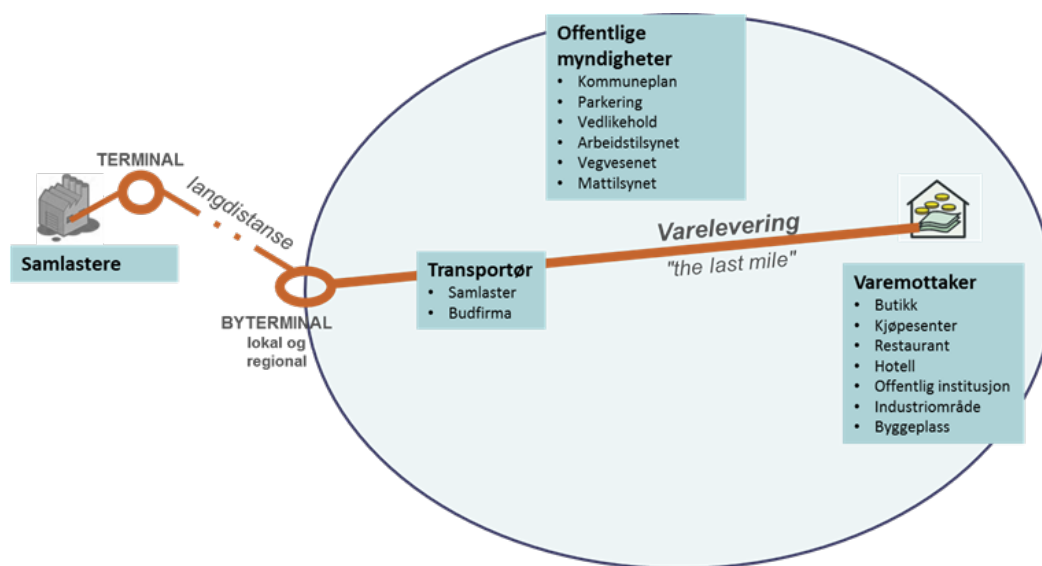 Offentlige
myndigheter
• Kommuneplan
• Parkering
• Vedlikehold
• Arbeidstilsynet
• Vegvesenet
• Mattilsynet
TERMINAL
langdistanse
Samlastere
BYTERMINAL
lokal og
regional
Transportør
• Samlaster
• Budfirma
Varelevering
"the last mile"
Varemottaker
• Butikk
• Kjøpesenter
• Restaurant
• Hotell
• Offentlig institusjon
• Industriområde
• Byggeplass